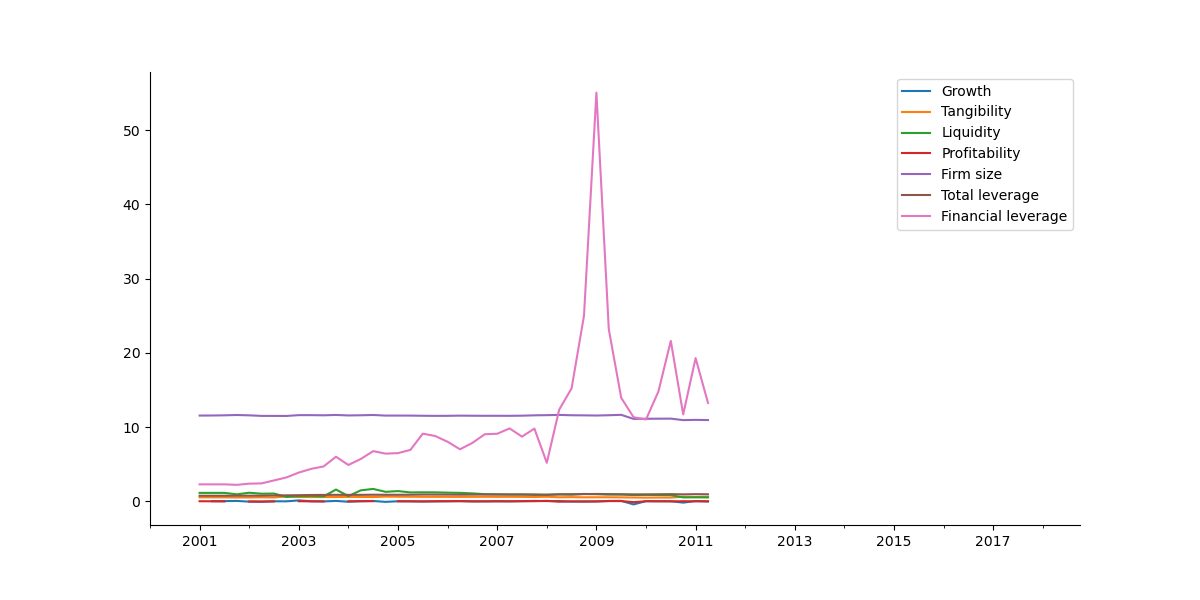 50
40
30
20
10
0
2001 2003 2005 2007 2009 2011 2013 2015 2017
Growth
Tangibility
Liquidity
Profitability
Firm size
Total leverage
Financial leverage